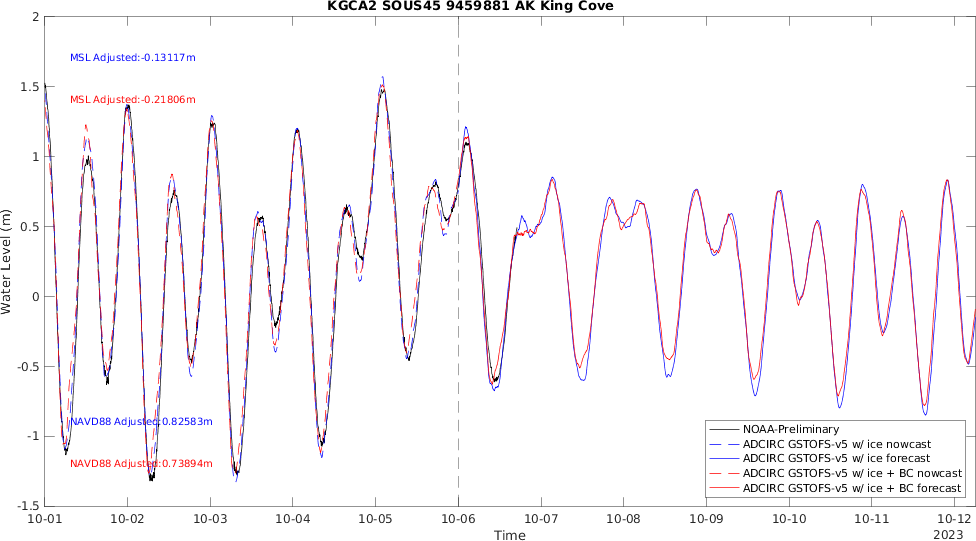 KGCA2 SOUS45 9459881 AK King Cove
2
1.5
1
0.5
0
-0.5
-1
-1.5
Water Level (m)
MSL Adjusted:-0.13117m
MSL Adjusted:-0.21806m
NAVD88 Adjusted:0.82583m
NAVD88 Adjusted:0.73894m
NOAA-Preliminary
ADCIRC GSTOFS-v5 w/ ice nowcast
ADCIRC GSTOFS-v5 w/ ice forecast
ADCIRC GSTOFS-v5 w/ ice + BC nowcast
ADCIRC GSTOFS-v5 w/ ice + BC forecast
10-01 10-02 10-03 10-04 10-05 10-06 10-07 10-08 10-09 10-10 10-11 10-12
2023
Time